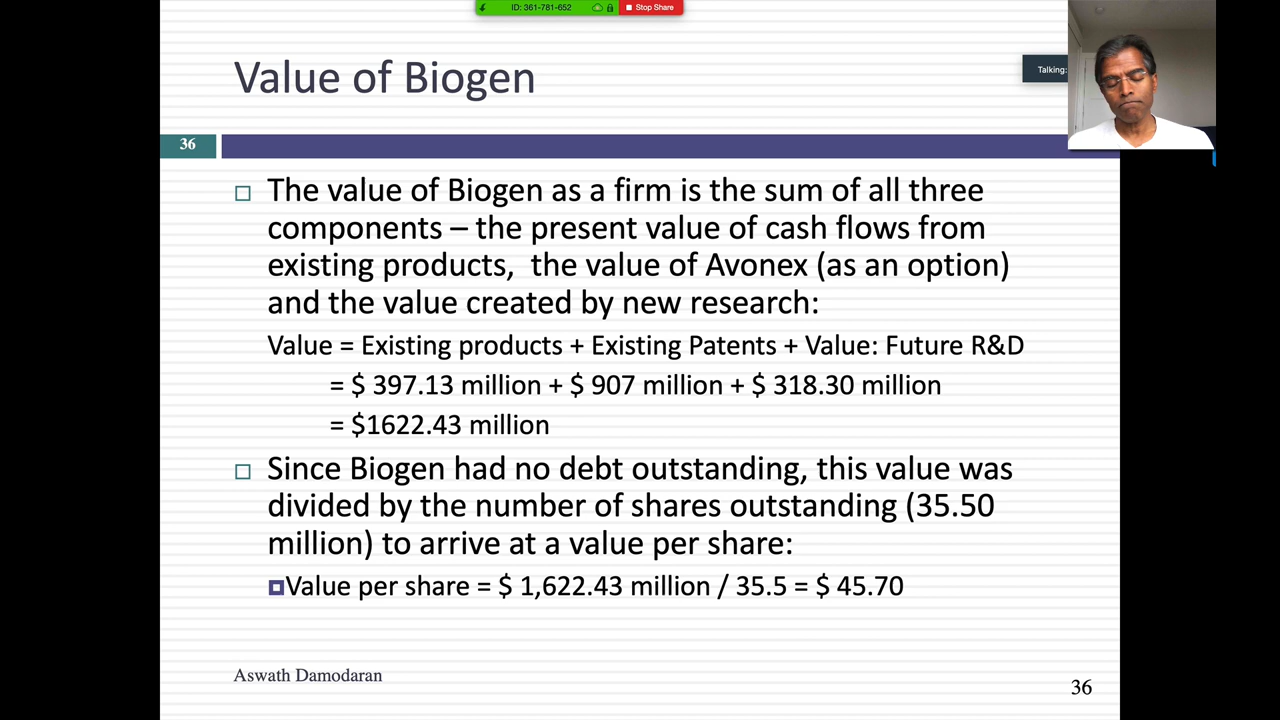 ID: 361-781-652
Stop Share
Talking:
Value of Biogen
36
The value of Biogen as a firm is the sum of all three
components – the present value of cash flows from
existing products, the value of Avonex (as an option)
and the value created by new research:
Value = Existing products + Existing Patents + Value: Future R&D
= $ 397.13 million + $ 907 million + $ 318.30 million
= $1622.43 million
Since Biogen had no debt outstanding, this value was
divided by the number of shares outstanding (35.50
million) to arrive at a value per share:
Value per share = $ 1,622.43 million / 35.5 = $ 45.70
Aswath Damodaran
36